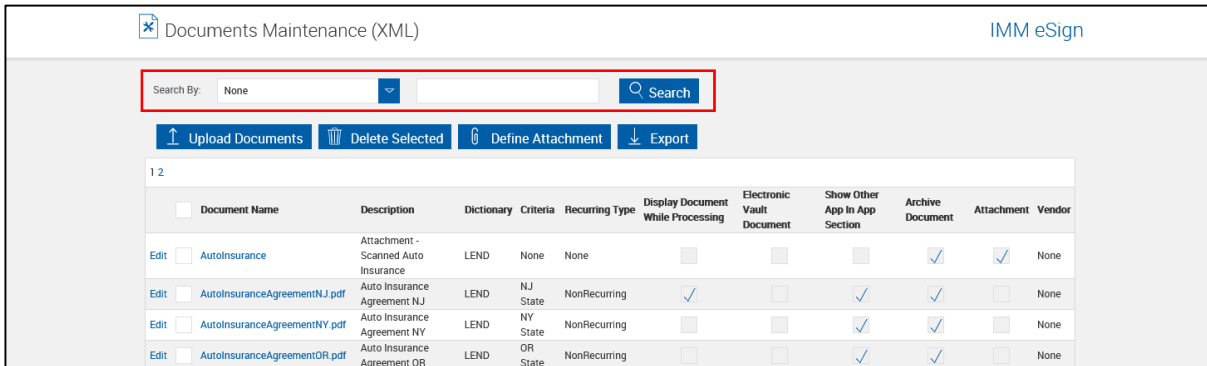 Documents Maintenance (XML)
IMM eSign
Search By: None Search
Upload Documents Delete Selected Define Attachment Export
1 2
Document Name Description Dictionary Criteria Recurring Type Display Document While Processing Electronic Vault Document Show Other App In App Section Archive Document Attachment Vendor
Edit AutoInsurance Attachment - Scanned Auto Insurance LEND None None None
Edit AutoInsuranceAgreementNJ.pdf Auto Insurance Agreement NJ LEND NJ State NonRecurring None
Edit AutoInsuranceAgreementNY.pdf Auto Insurance Agreement NY LEND NY State NonRecurring None
Edit AutoInsuranceAgreementOR.pdf Auto Insurance Agreement OR LEND OR State NonRecurring None